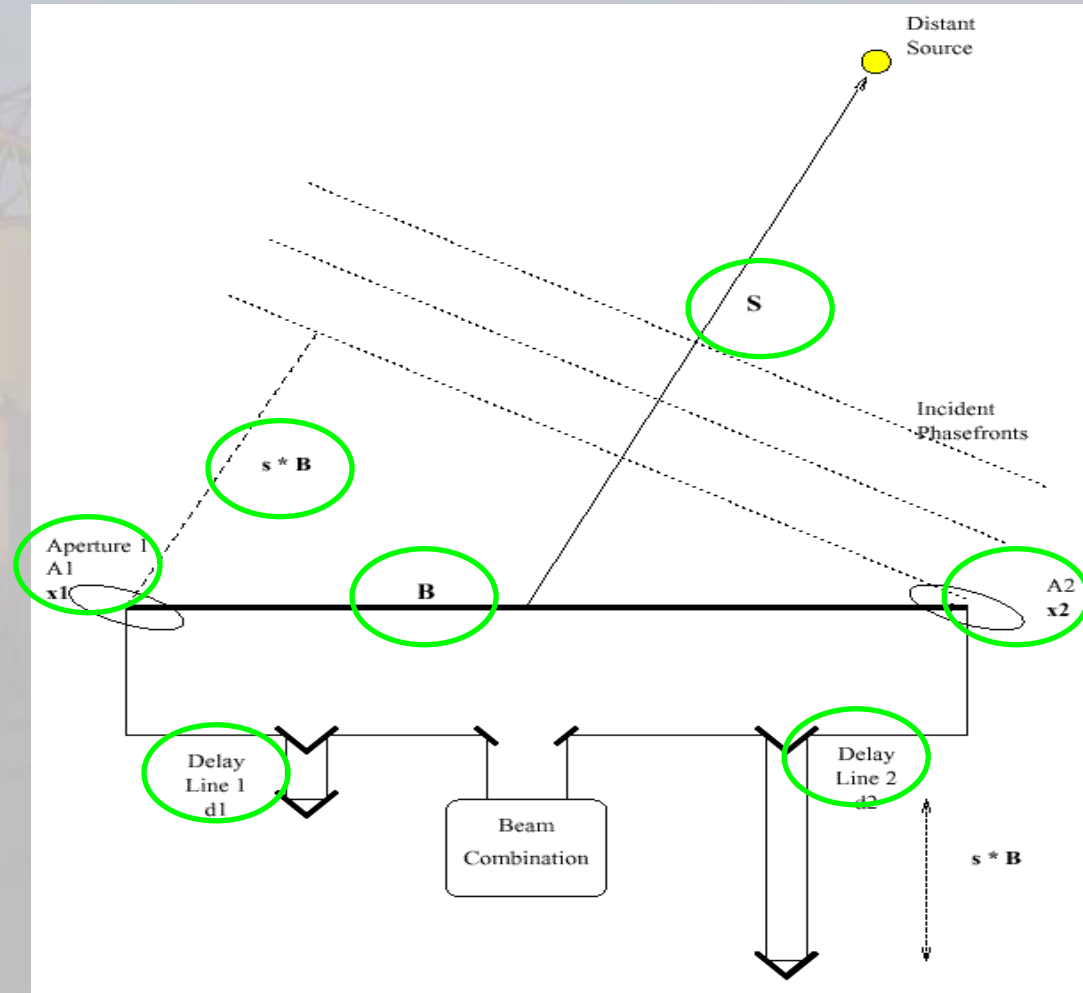 Distant
Source
S
Incident
Phasefronts
s * B
Aperture 1
A1
x1
B
A2
x2
Delay
Line 1
d1
Delay
Line 2
d2
Beam
Combination
s * B